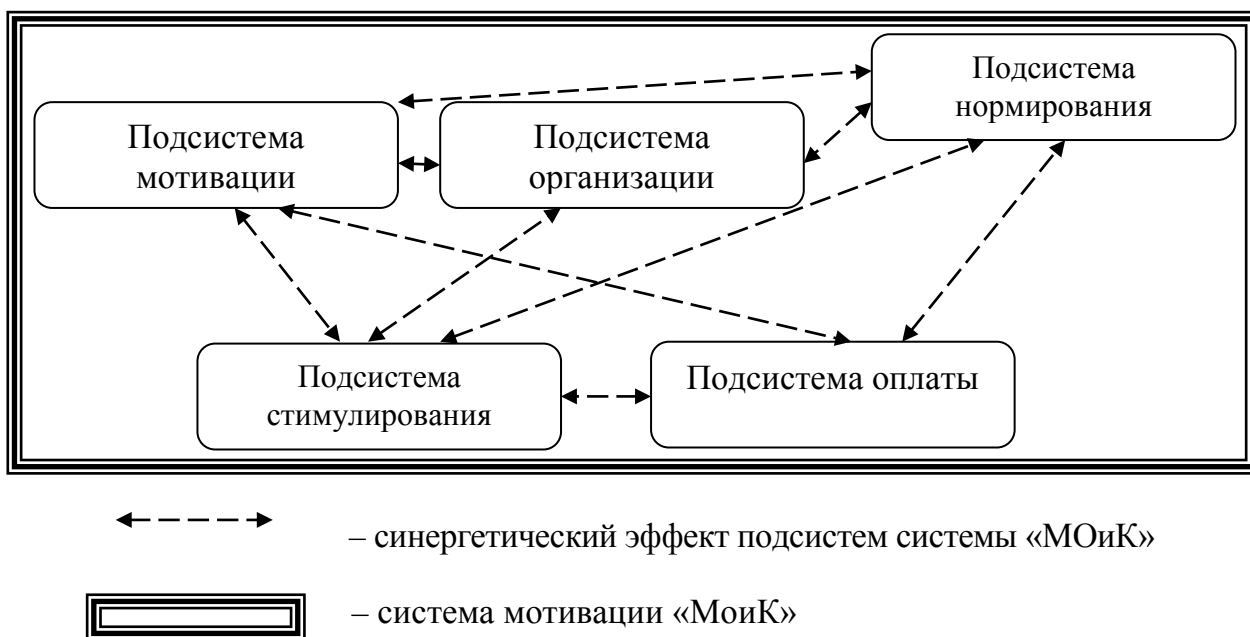 Подсистема
нормирования
Подсистема
мотивации
Подсистема
организации
Подсистема
стимулирования
Подсистема оплаты
– синергетический эффект подсистем системы «МОиК»
– система мотивации «МоиК»